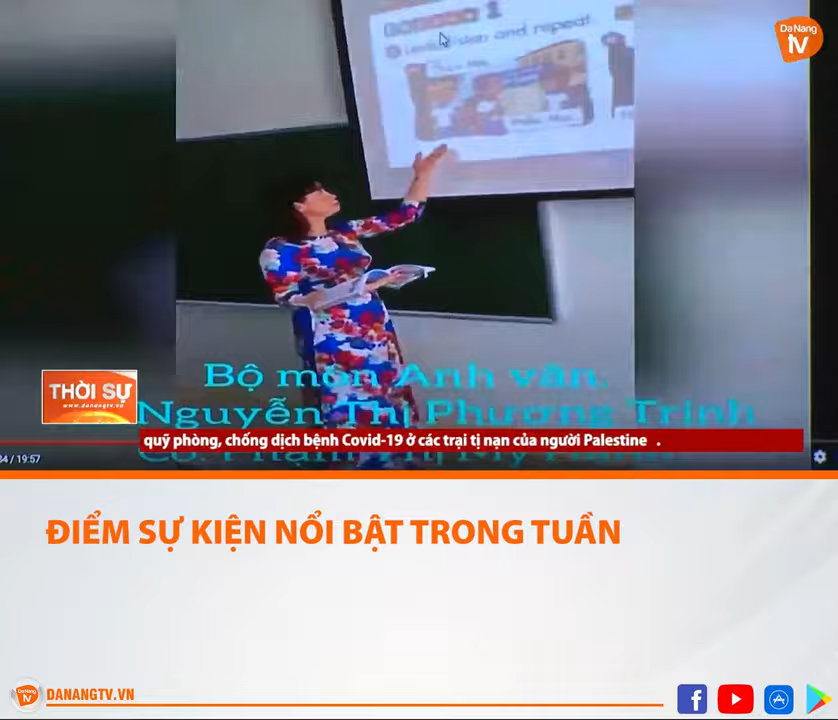 Listen and repeat
Da Nang
TV
Bộ môn Anh văn.
THỜI SỰ
www.danangtv.vn
Nguyễn Thị Phương Trinh
quỹ phòng, chống dịch bệnh Covid-19 ở các trại tị nạn của người Palestine .
/ 19:57
ĐIỂM SỰ KIỆN NỔI BẬT TRONG TUẦN
DANANGTV.VN